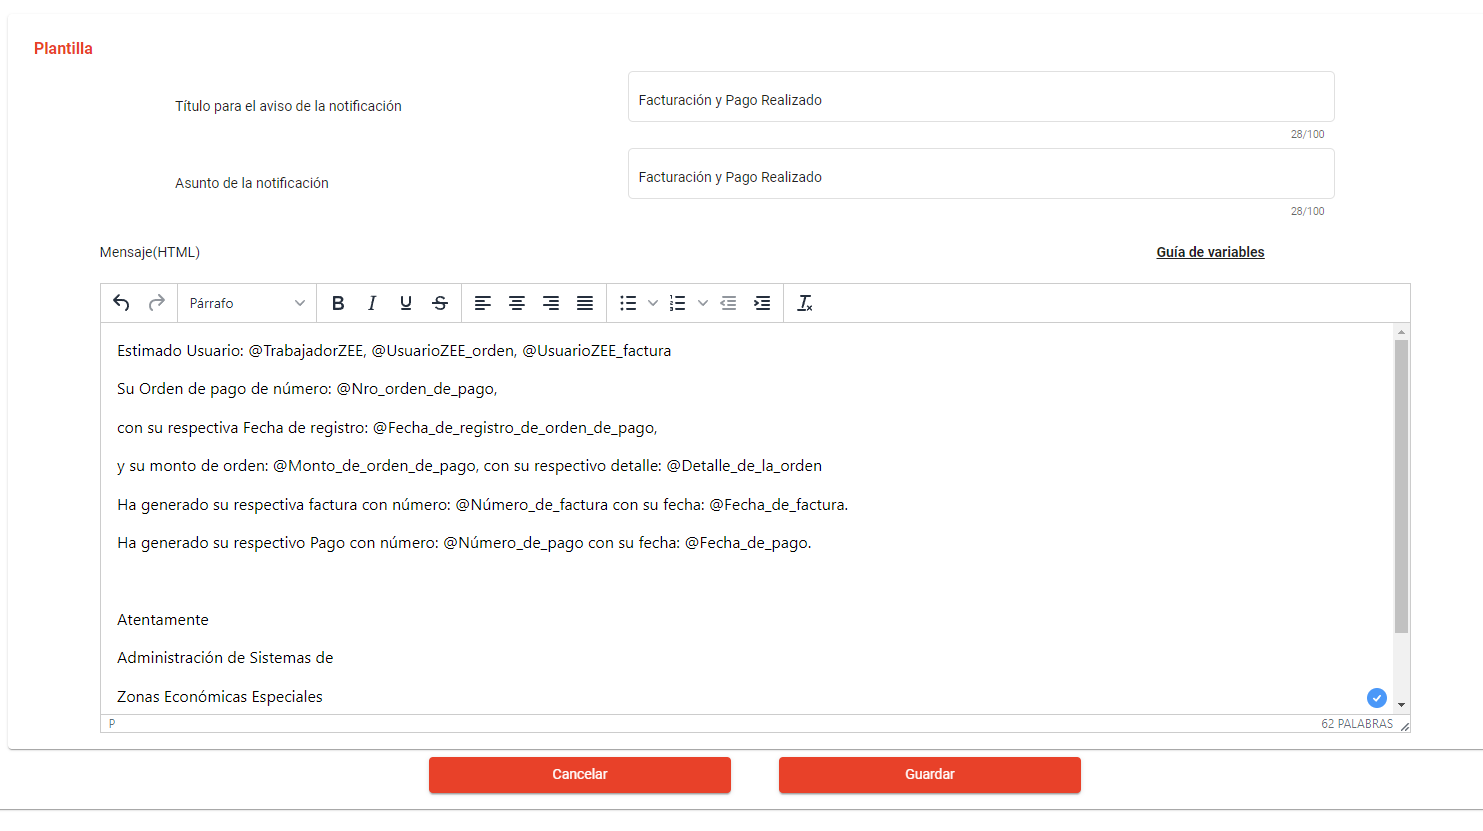 Plantilla
Título para el aviso de la notificación
Facturación y Pago Realizado
28/100
Asunto de la notificación
Facturación y Pago Realizado
28/100
Mensaje(HTML)
Guía de variables
Párrafo
Estimado Usuario: @TrabajadorZEE, @UsuarioZEE_orden, @UsuarioZEE_factura
Su Orden de pago de número: @Nro_orden_de_pago,
con su respectiva Fecha de registro: @Fecha_de_registro_de_orden_de_pago,
y su monto de orden: @Monto_de_orden_de_pago, con su respectivo detalle: @Detalle_de_la_orden
Ha generado su respectiva factura con número: @Número_de_factura con su fecha: @Fecha_de_factura.
Ha generado su respectivo Pago con número: @Número_de_pago con su fecha: @Fecha_de_pago.
Atentamente
Administración de Sistemas de
Zonas Económicas Especiales
P
62 PALABRAS
Cancelar
Guardar